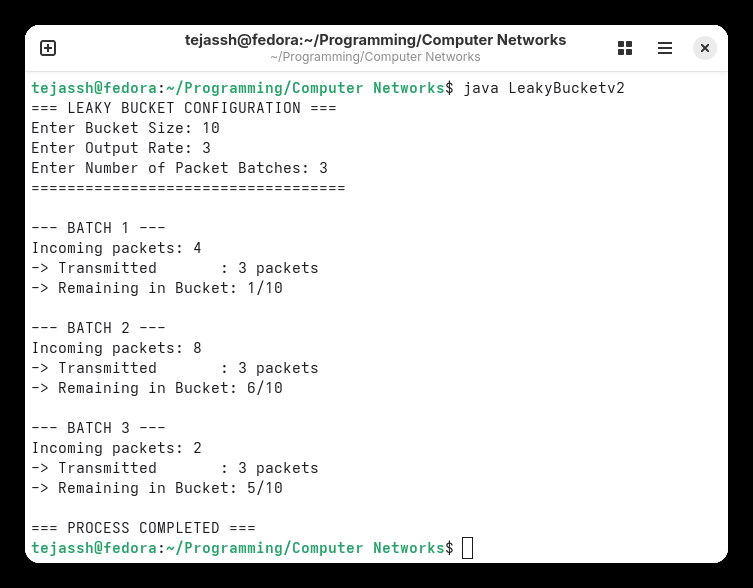 tejassh@fedora:~/Programming/Computer Networks
~/Programming/Computer Networks
tejassh@fedora:~/Programming/Computer Networks$ java LeakyBucketv2
=== LEAKY BUCKET CONFIGURATION ===
Enter Bucket Size: 10
Enter Output Rate: 3
Enter Number of Packet Batches: 3
===================================
--- BATCH 1 ---
Incoming packets: 4
-> Transmitted       : 3 packets
-> Remaining in Bucket: 1/10
--- BATCH 2 ---
Incoming packets: 8
-> Transmitted       : 3 packets
-> Remaining in Bucket: 6/10
--- BATCH 3 ---
Incoming packets: 2
-> Transmitted       : 3 packets
-> Remaining in Bucket: 5/10
=== PROCESS COMPLETED ===
tejassh@fedora:~/Programming/Computer Networks$